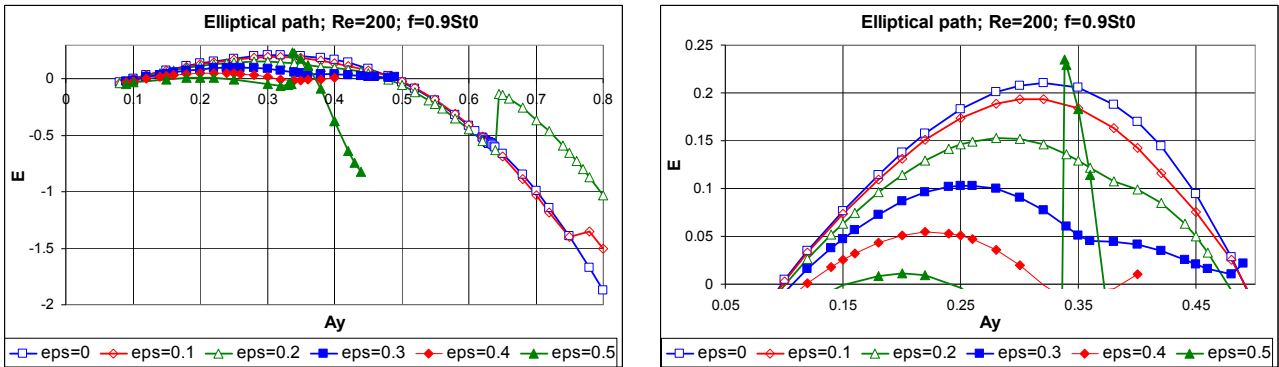 Elliptical path; Re=200; f=0.9St0
0
-0.5
-1
-1.5
-2
E
0 0.1 0.2 0.3 0.4 0.5 0.6 0.7 0.8
Ay
eps=0 eps=0.1 eps=0.2 eps=0.3 eps=0.4 eps=0.5
Elliptical path; Re=200; f=0.9St0
0.25
0.2
0.15
0.1
0.05
0
E
0.05 0.15 0.25 0.35 0.45
Ay
eps=0 eps=0.1 eps=0.2 eps=0.3 eps=0.4 eps=0.5